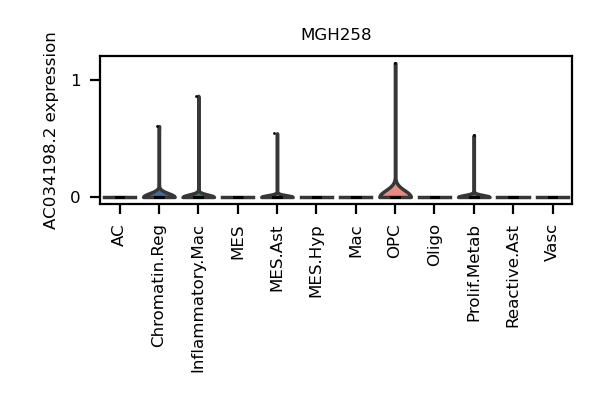 MGH258
AC034198.2 expression
1
0
AC
Chromatin.Reg
Inflammatory.Mac
MES
MES.Ast
MES.Hyp
Mac
OPC
Oligo
Prolif.Metab
Reactive.Ast
Vasc